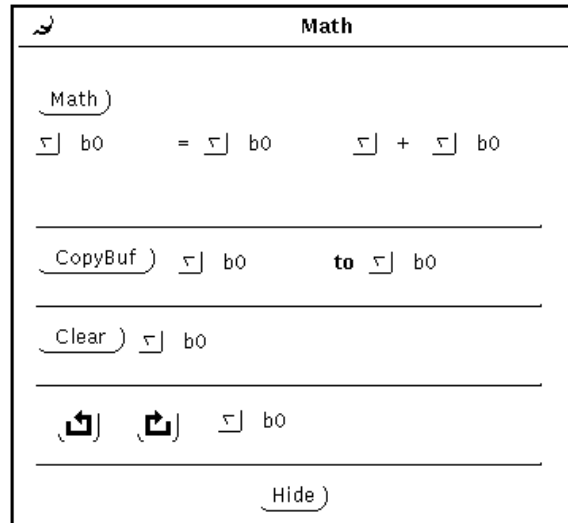 Math
Math
b0 = b0 + b0
CopyBuf b0 to b0
Clear b0
b0
Hide